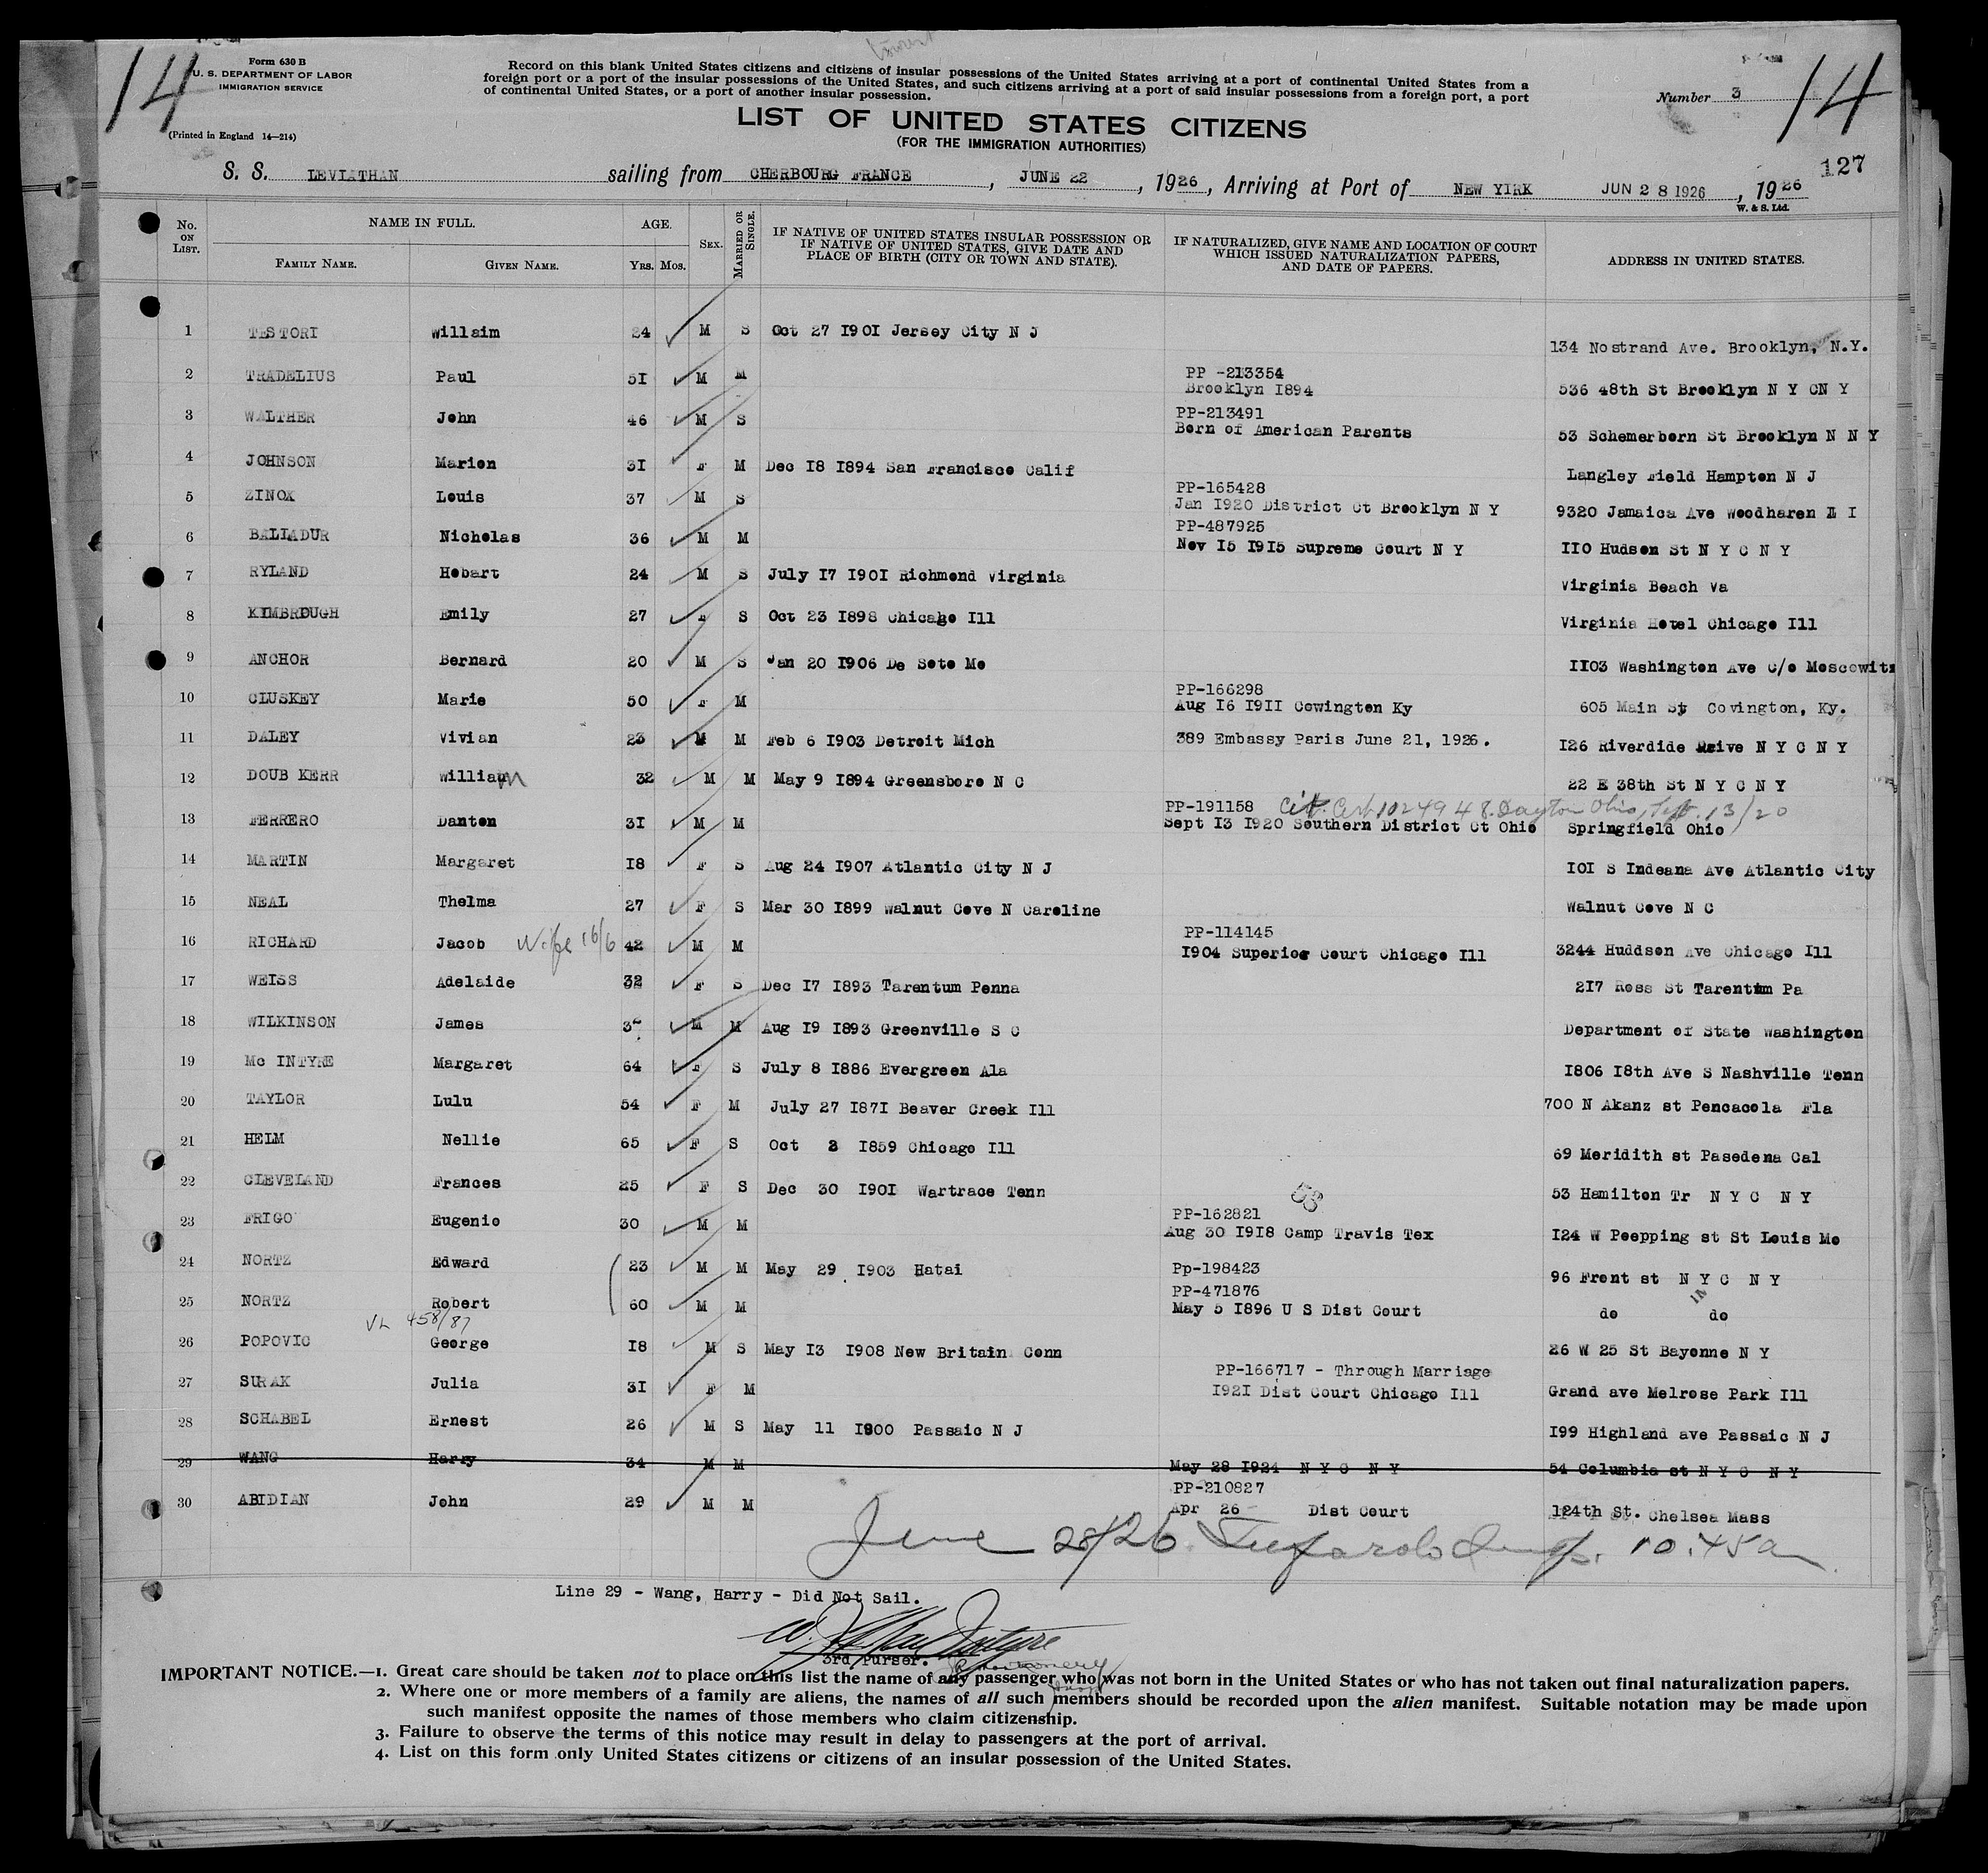 14
Form 630 B
U. S. DEPARTMENT OF LABOR
IMMIGRATION SERVICE
(Printed in England 14—214)
Record on this blank United States citizens and citizens of insular possessions of the United States arriving at a port of continental United States from a
foreign port or a port of the insular possessions of the United States, and such citizens arriving at a port of said insular possessions from a foreign port, a port
of continental United States, or a port of another insular possession.
Number 3
14
LIST OF UNITED STATES CITIZENS
(FOR THE IMMIGRATION AUTHORITIES)
127
S. S. LEVIATHAN sailing from CHERBOURG FRANCE, JUNE 22, 1926, Arriving at Port of NEW YIRK JUN 28 1926, 1926
W. & S. Ltd.
No. ON LIST. NAME IN FULL. FAMILY NAME. GIVEN NAME. AGE. YRS. MOS. SEX. MARRIED OR SINGLE. IF NATIVE OF UNITED STATES INSULAR POSSESSION OR IF NATIVE OF UNITED STATES, GIVE DATE AND PLACE OF BIRTH (CITY OR TOWN AND STATE). IF NATURALIZED, GIVE NAME AND LOCATION OF COURT WHICH ISSUED NATURALIZATION PAPERS, AND DATE OF PAPERS. ADDRESS IN UNITED STATES.
1 TESTORI Willaim 24 M S Oct 27 1901 Jersey City N J 134 Nostrand Ave. Brooklyn, N.Y.
2 TRADELIUS Paul 51 M M PP -213354 Brooklyn 1894 536 48th St Brooklyn N Y CN Y
3 WALTHER John 46 M S PP-213491 Born of American Parents 53 Schemerborn St Brooklyn N N Y
4 JOHNSON Marion 31 F M Dec 18 1894 San Francisco Calif Langley Field Hampton N J
5 ZINOX Louis 37 M S PP-165428 Jan 1920 District Ct Brooklyn N Y 9320 Jamaica Ave Woodharen L I
6 BALIADUR Nicholas 36 M M PP-487925 Nov 15 1915 Supreme Court N Y 110 Hudson St N Y C N Y
7 RYLAND Hobart 24 M S July 17 1901 Richmond Virginia Virginia Beach Va
8 KIMBROUGH Emily 27 F S Oct 23 1898 Chicago Ill Virginia Hotel Chicago Ill
9 ANCHOR Bernard 20 M S Jan 20 1906 De Soto Mo 1103 Washington Ave C/o Moscowitz
10 CLUSKEY Marie 50 F M PP-166298 Aug 16 1911 Cowington Ky 605 Main St Covington, Ky.
11 DALEY Vivian 23 M M Feb 6 1903 Detroit Mich 389 Embassy Paris June 21, 1926. 126 Riverdide Drive N Y C N Y
12 DOUB KERR William 32 M M May 9 1894 Greensboro N C 22 E 38th St N Y C N Y
13 FERRERO Danton 31 M M PP-191158 Cit. Cert 1024948. Dayton Ohio, Sept. 13/20 Sept 13 1920 Southern District Ct Ohio Springfield Ohio
14 MARTIN Margaret 18 F S Aug 24 1907 Atlantic City N J 101 S Indeana Ave Atlantic City
15 NEAL Thelma 27 F S Mar 30 1899 Walnut Cove N Caroline Walnut Cove N C
16 RICHARD Jacob Wife 16/6 42 M M PP-114145 1904 Superior Court Chicago Ill 3244 Huddson Ave Chicago Ill
17 WEISS Adelaide 32 F S Dec 17 1893 Tarentum Penna 217 Ross St Tarentum Pa
18 WILKINSON James M M Aug 19 1893 Greenville S C Department of State Washington
19 Mc INTYRE Margaret 64 F S July 8 1886 Evergreen Ala 1806 18th Ave S Nashville Tenn
20 TAYLOR Lulu 54 F M July 27 1871 Beaver Creek Ill 700 N Akanz st Pencacola Fla
21 HELM Nellie 65 F S Oct 1859 Chicago Ill 69 Meridith st Pasedena Cal
22 CLEVELAND Frances 25 F S Dec 30 1901 Wartrace Tenn 53 Hamilton Tr N Y C N Y
23 FRIGO Eugenio 30 M M PP-162821 Aug 30 1918 Camp Travis Tex 124 W Poepping st St Louis Mo
24 NORTZ Edward 23 M M May 29 1903 Hatai Pp-198423 96 Front st N Y C N Y
25 NORTZ Robert 60 M M PP-471876 May 5 1896 U S Dist Court do do
VL 458/87
26 POPOVIC George 18 M S May 13 1908 New Britain Conn 26 W 25 St Bayonne N Y
27 SURAK Julia 31 F M PP-166717 - Through Marriage 1921 Dist Court Chicago Ill Grand ave Melrose Park Ill
28 SCHABEL Ernest 26 M S May 11 1900 Passaic N J 199 Highland ave Passaic N J
29 WANG Harry 34 M M May 28 1924 N Y C N Y 54 Columbia st N Y C N Y
30 ABIDIAN John 29 M M PP-210827 Apr 26 Dist Court 124th St. Chelsea Mass
June 28/26. Insp. 10.45 a
Line 29 - Wang, Harry - Did Not Sail.
3rd Purser.
IMPORTANT NOTICE.—1. Great care should be taken not to place on this list the name of any passenger who was not born in the United States or who has not taken out final naturalization papers.
2. Where one or more members of a family are aliens, the names of all such members should be recorded upon the alien manifest. Suitable notation may be made upon
such manifest opposite the names of those members who claim citizenship.
3. Failure to observe the terms of this notice may result in delay to passengers at the port of arrival.
4. List on this form only United States citizens or citizens of an insular possession of the United States.